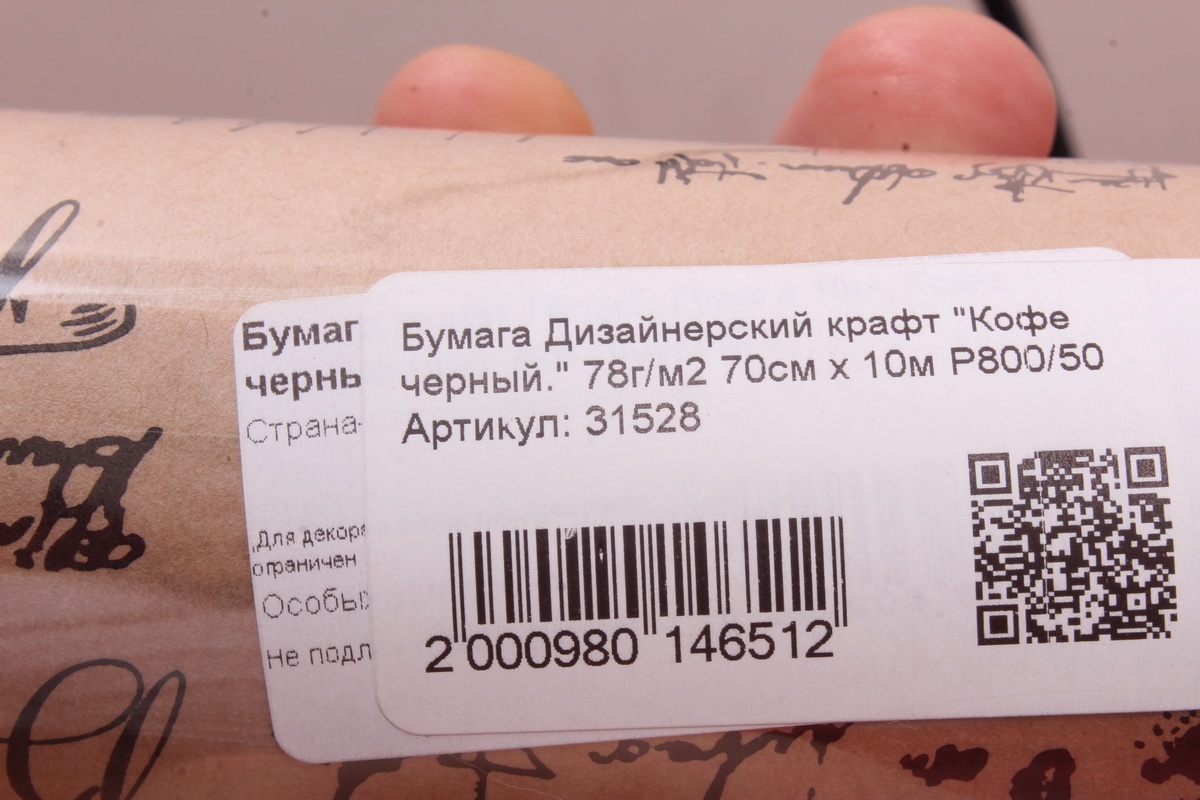 Бумага Дизайнерский крафт "Кофе
черный." 78г/м2 70см х 10м Р800/50
Артикул: 31528
2 000980 146512
Бумаг
черны
Страна-
Для декор
ограничен
Особы
Не подл